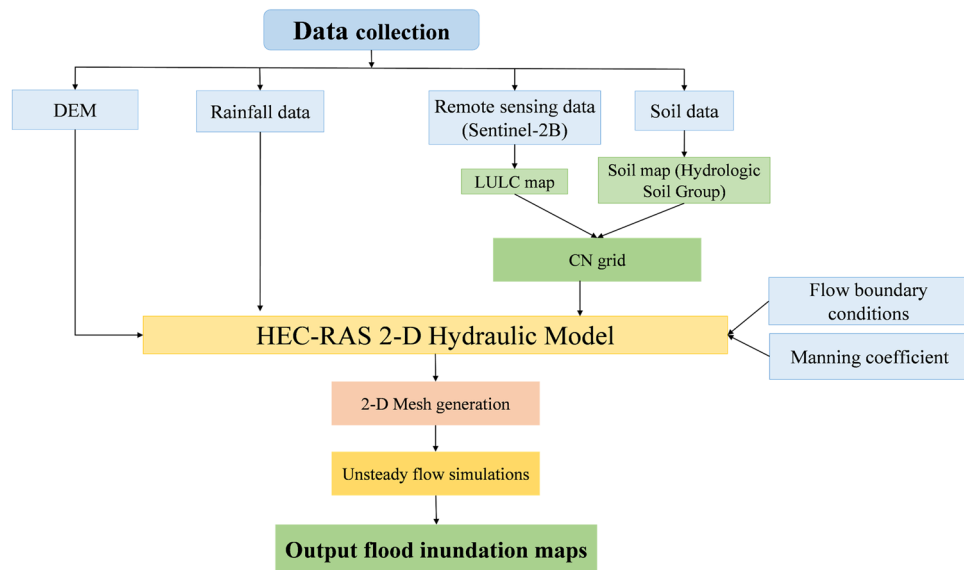 Data collection
DEM
Rainfall data
Remote sensing data
(Sentinel-2B)
Soil data
LULC map
Soil map (Hydrologic
Soil Group)
CN grid
Flow boundary
conditions
HEC-RAS 2-D Hydraulic Model
Manning coefficient
2-D Mesh generation
Unsteady flow simulations
Output flood inundation maps